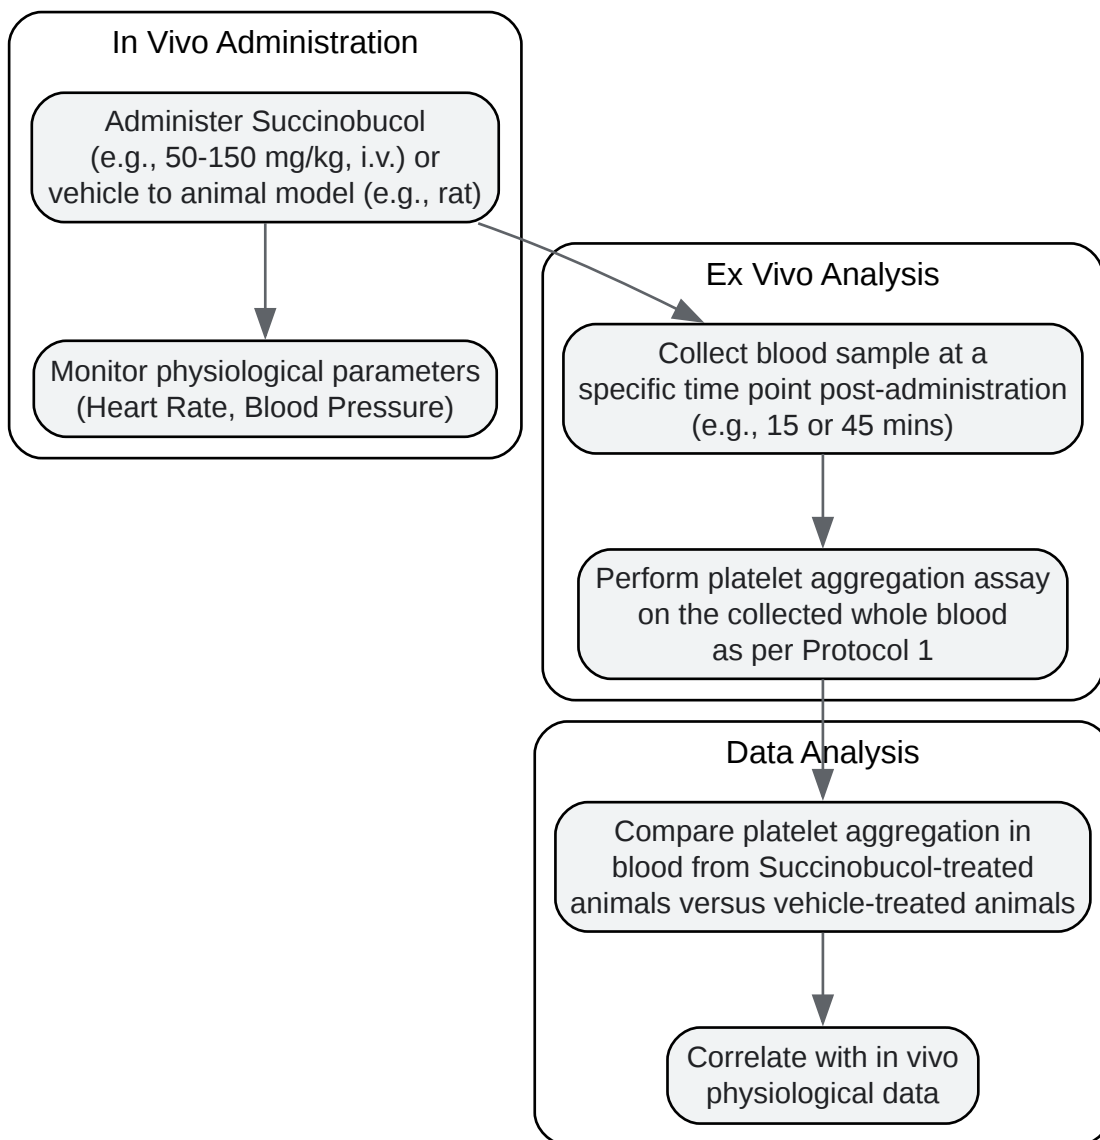 In Vivo Administration
Administer Succinobucol
(e.g., 50-150 mg/kg, i.v.) or
vehicle to animal model (e.g., rat)
Monitor physiological parameters
(Heart Rate, Blood Pressure)
Ex Vivo Analysis
Collect blood sample at a
specific time point post-administration
(e.g., 15 or 45 mins)
Perform platelet aggregation assay
on the collected whole blood
as per Protocol 1
Data Analysis
Compare platelet aggregation in
blood from Succinobucol-treated
animals versus vehicle-treated animals
Correlate with in vivo
physiological data